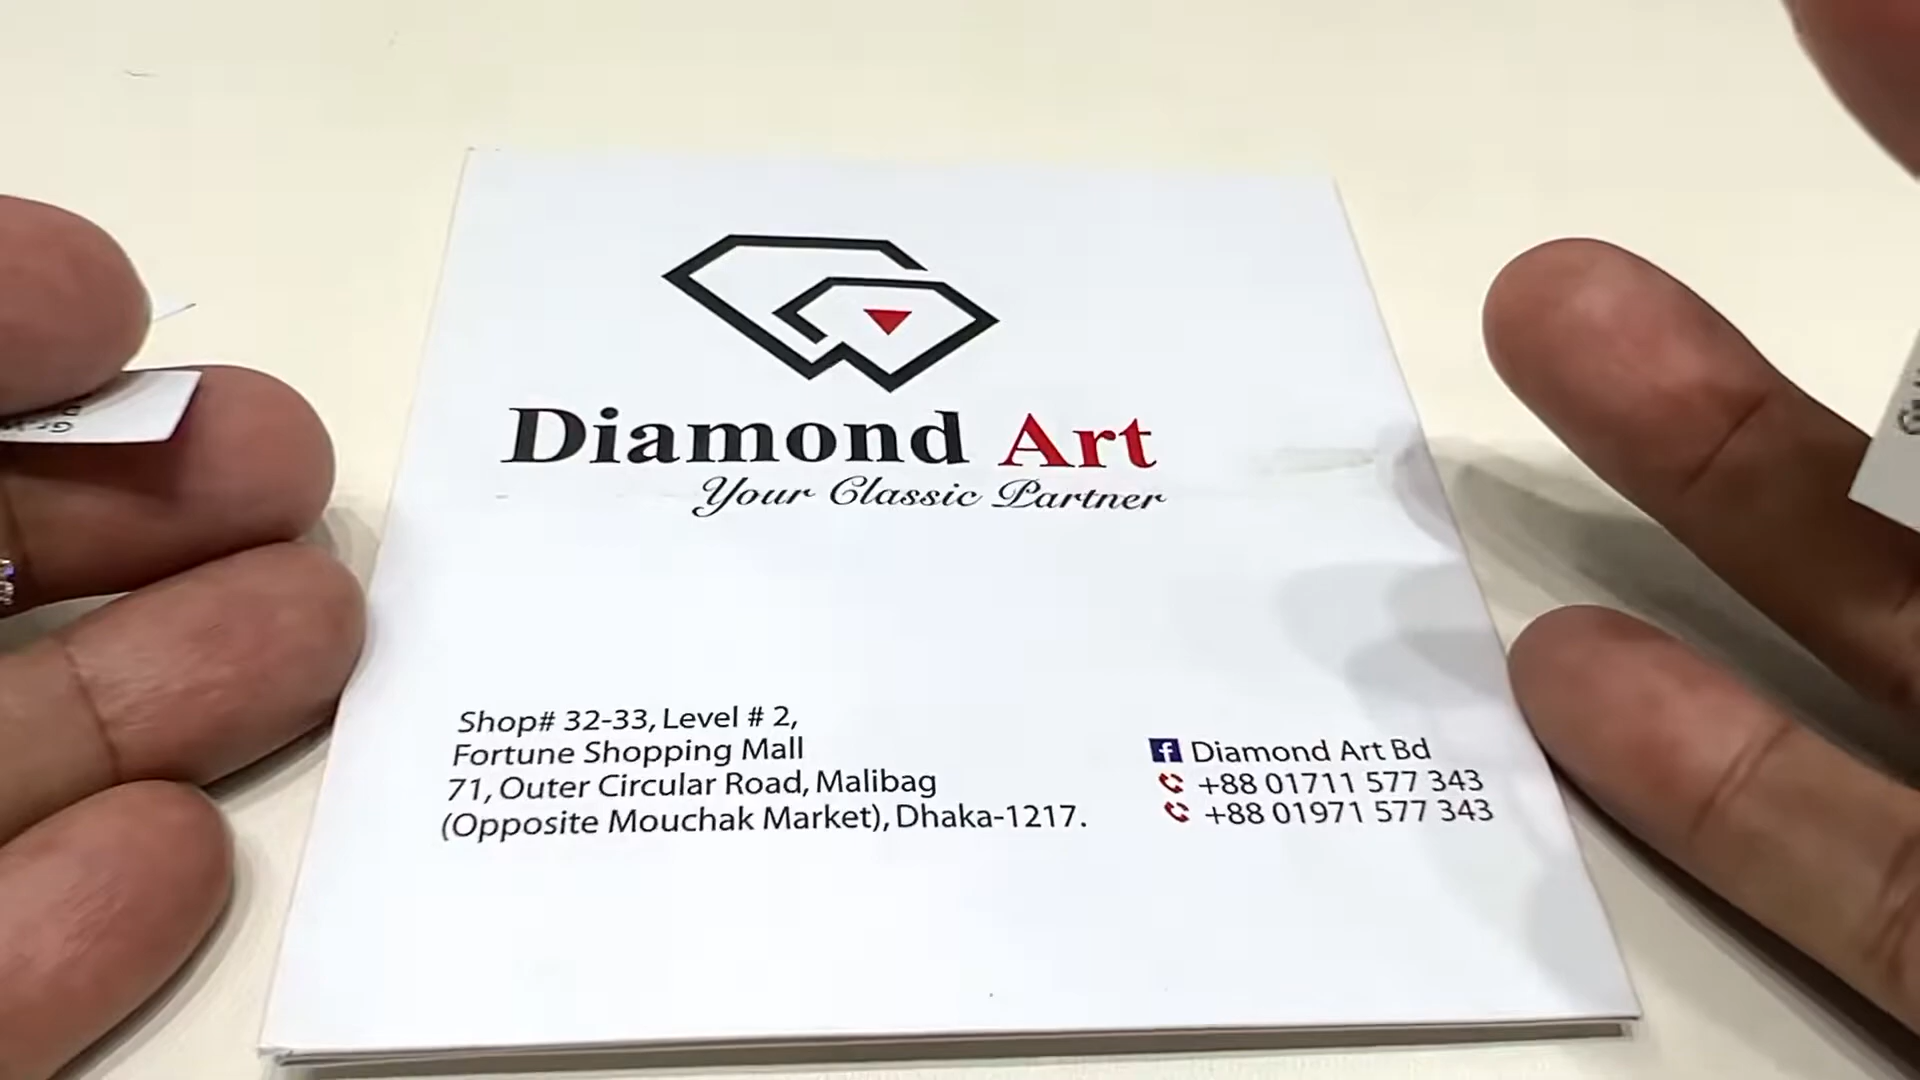 Diamond Art
Your Classic Partner
Shop# 32-33, Level # 2,
Fortune Shopping Mall
71, Outer Circular Road, Malibag
(Opposite Mouchak Market), Dhaka-1217.
Diamond Art Bd
+88 01711 577 343
+88 01971 577 343